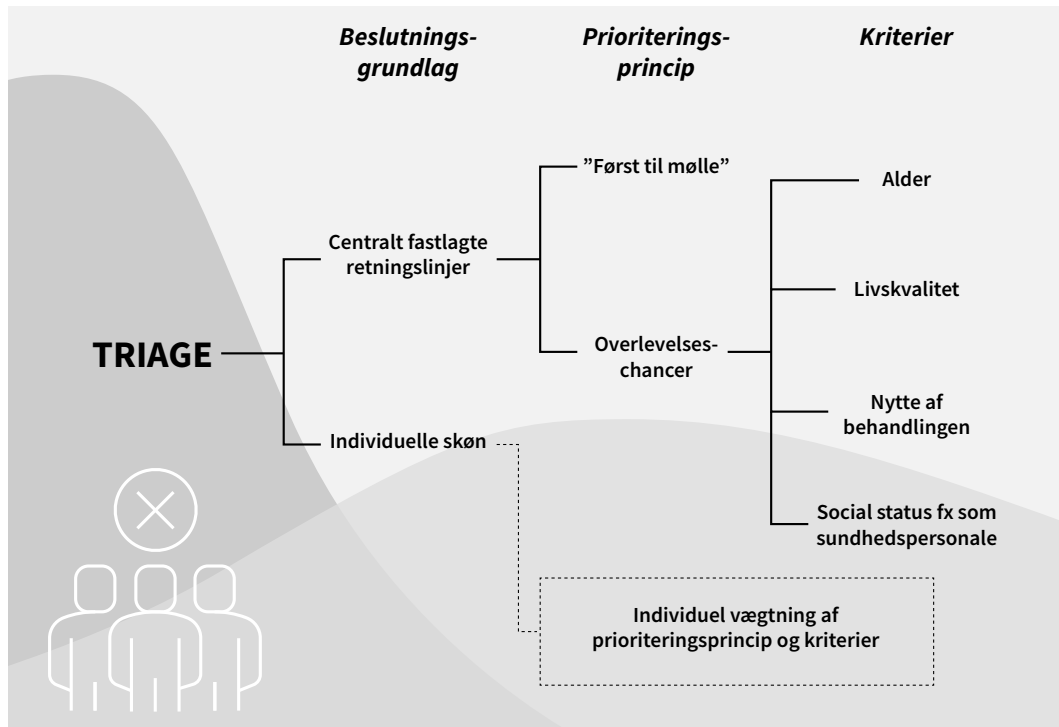 Beslutnings-
grundlag
Prioriterings-
princip
Kriterier
TRIAGE
Centralt fastlagte
retningslinjer
Individuelle skøn
”Først til mølle”
Overlevelses-
chancer
Alder
Livskvalitet
Nytte af
behandlingen
Social status fx som
sundhedspersonale
Individuel vægtning af
prioriteringsprincip og kriterier